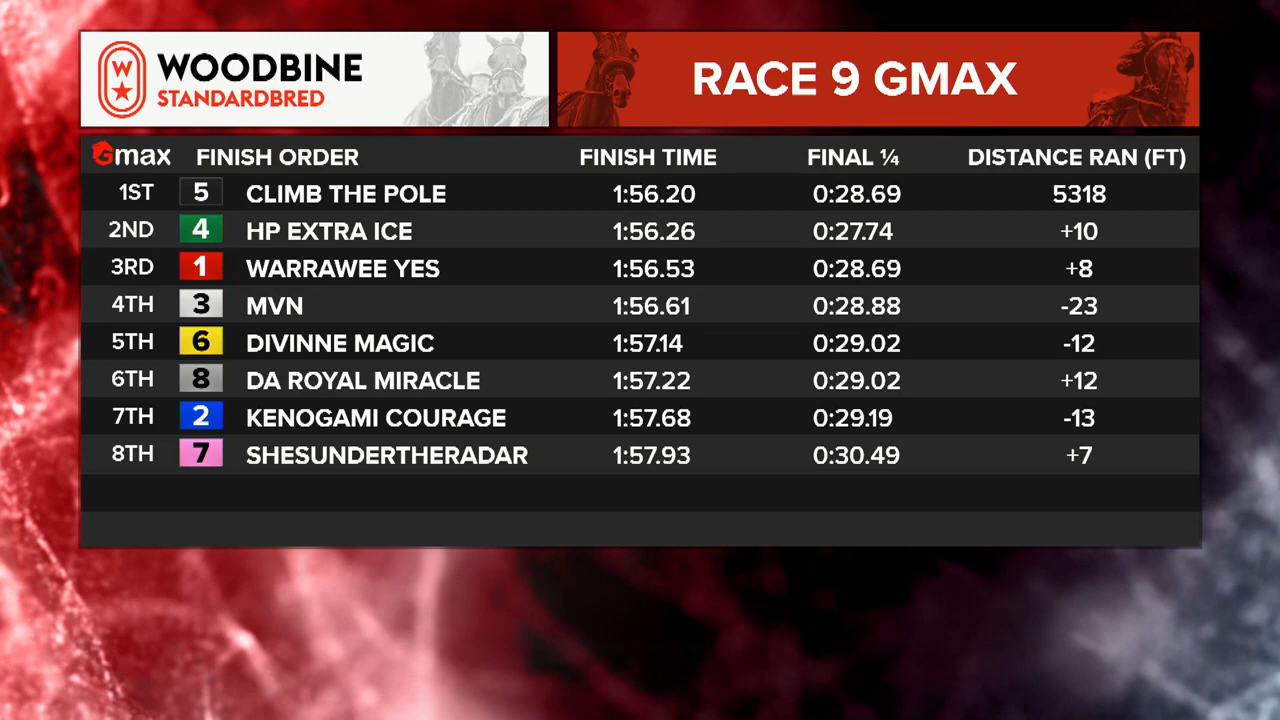 W
WOODBINE
STANDARDBRED
RACE 9 GMAX
Gmax FINISH ORDER FINISH TIME FINAL ¼ DISTANCE RAN (FT)
1ST 5 CLIMB THE POLE 1:56.20 0:28.69 5318
2ND 4 HP EXTRA ICE 1:56.26 0:27.74 +10
3RD 1 WARRAWEE YES 1:56.53 0:28.69 +8
4TH 3 MVN 1:56.61 0:28.88 -23
5TH 6 DIVINNE MAGIC 1:57.14 0:29.02 -12
6TH 8 DA ROYAL MIRACLE 1:57.22 0:29.02 +12
7TH 2 KENOGAMI COURAGE 1:57.68 0:29.19 -13
8TH 7 SHESUNDERTHERADAR 1:57.93 0:30.49 +7